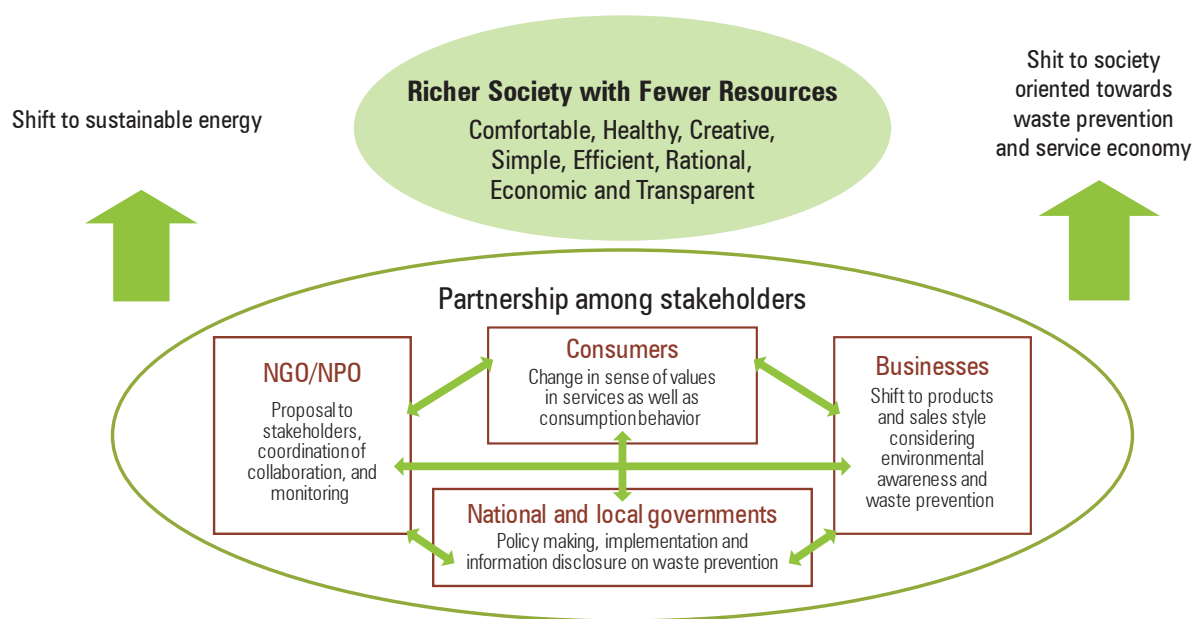 Richer Society with Fewer Resources
Comfortable, Healthy, Creative,
Simple, Efficient, Rational,
Economic and Transparent
Shift to sustainable energy
Shit to society
oriented towards
waste prevention
and service economy
Partnership among stakeholders
NGO/NPO
Proposal to
stakeholders,
coordination of
collaboration, and
monitoring
Consumers
Change in sense of values
in services as well as
consumption behavior
Businesses
Shift to products
and sales style
considering
environmental
awareness and
waste prevention
National and local governments
Policy making, implementation and
information disclosure on waste prevention